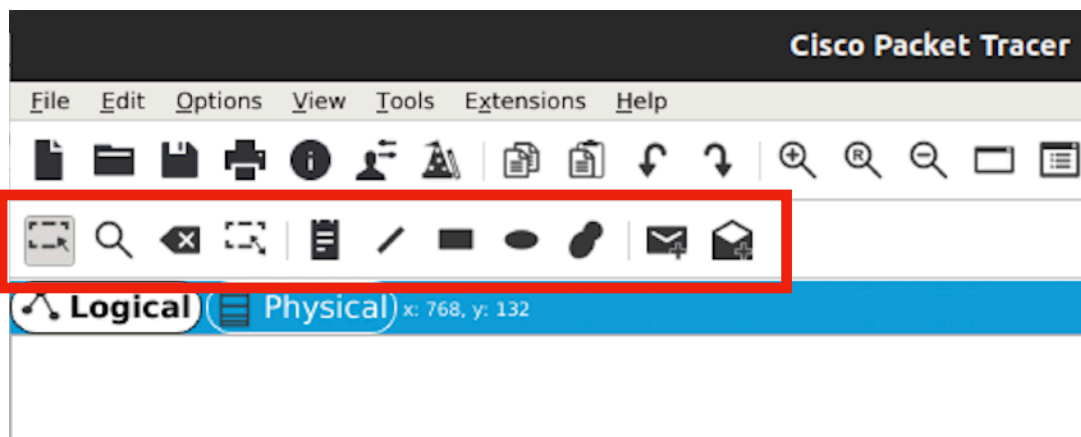 Cisco Packet Tracer
File Edit Options View Tools Extensions Help
Logical Physical x: 768, y: 132